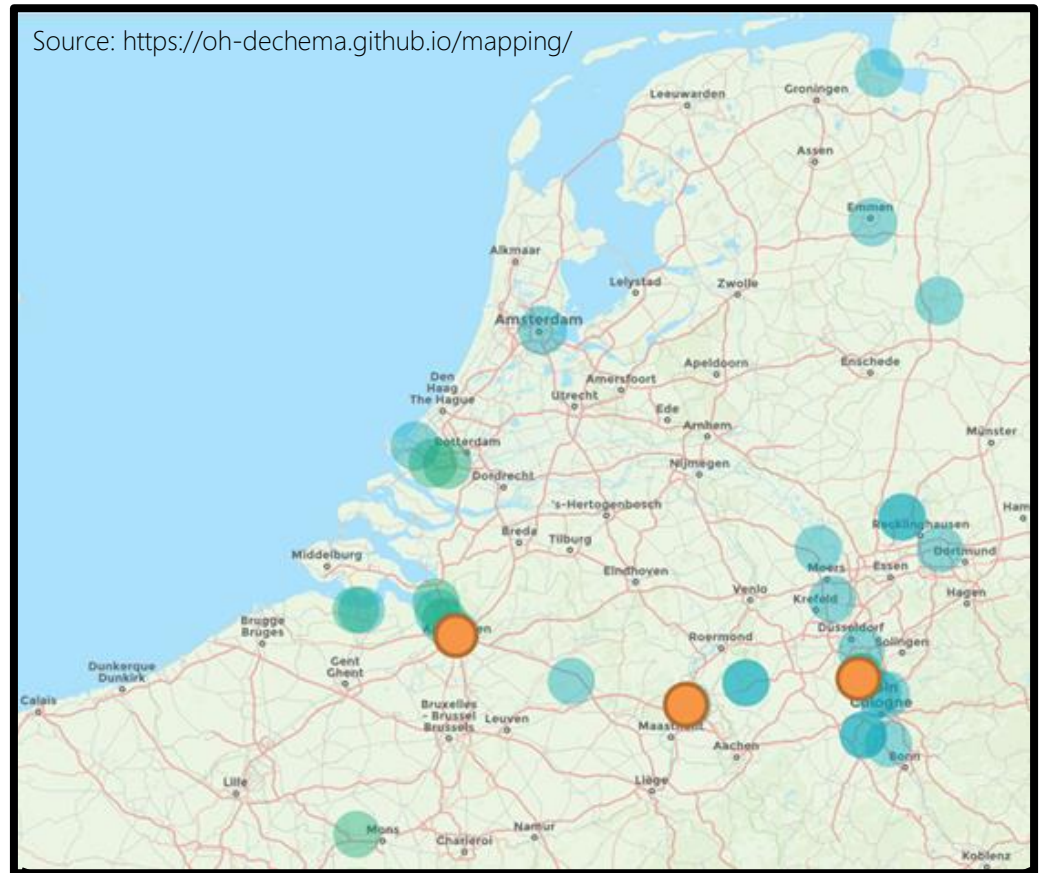 Source: https://oh-dechema.github.io/mapping/
Leeuwarden
Groningen
Assen
Emmen
Alkmaar
Lelystad
Zwolle
Amsterdam
Apeldoorn
Enschede
Den
Haag
The Hague
Amersfoort
Utrecht
Ede
Arnhem
Münster
Rotterdam
Nijmegen
Dordrecht
's-Hertogenbosch
Ham
Recklinghausen
Breda
Tilburg
Dortmund
Middelburg
Eindhoven
Moers
Essen
Venlo
Krefeld
Hagen
Brugge
Bruges
Roermond
Düsseldorf
Solingen
Gent
Ghent
Dunkerque
Dunkirk
Calais
Bruxelles
- Brussel
Brussels
Leuven
Maastricht
Cologne
Aachen
Bonn
Lille
Liège
Mons
Charleroi
Namur
Koblenz